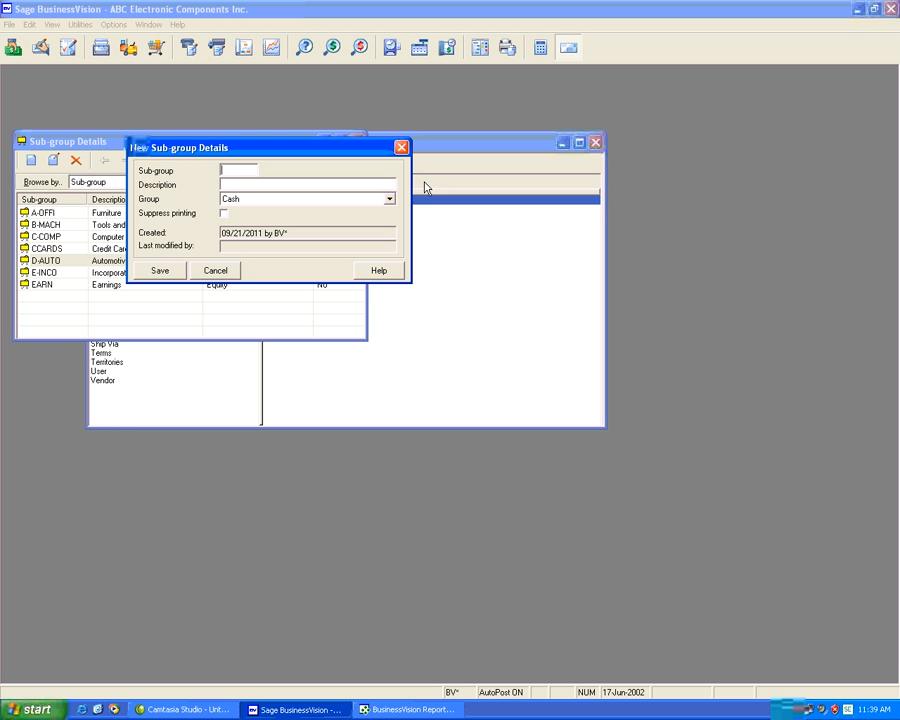 Sage BusinessVision - ABC Electronic Components Inc.
File Edit View Utilities Options Window Help
Sub-group Details
New Sub-group Details
Browse by.. Sub-group
Sub-group Descriptio
A-OFFI Furniture
B-MACH Tools and
C-COMP Computer
CCARDS Credit Car
D-AUTO Automotiv
E-INCO Incorporat
EARN Earnings Equity No
Sub-group
Description
Group Cash
Suppress printing
Created: 09/21/2011 by BV*
Last modified by:
Save Cancel Help
Ship Via
Terms
Territories
User
Vendor
BV* AutoPost ON NUM 17-Jun-2002
start Camtasia Studio - Unt... Sage BusinessVision -... BusinessVision Report... SE 11:39 AM